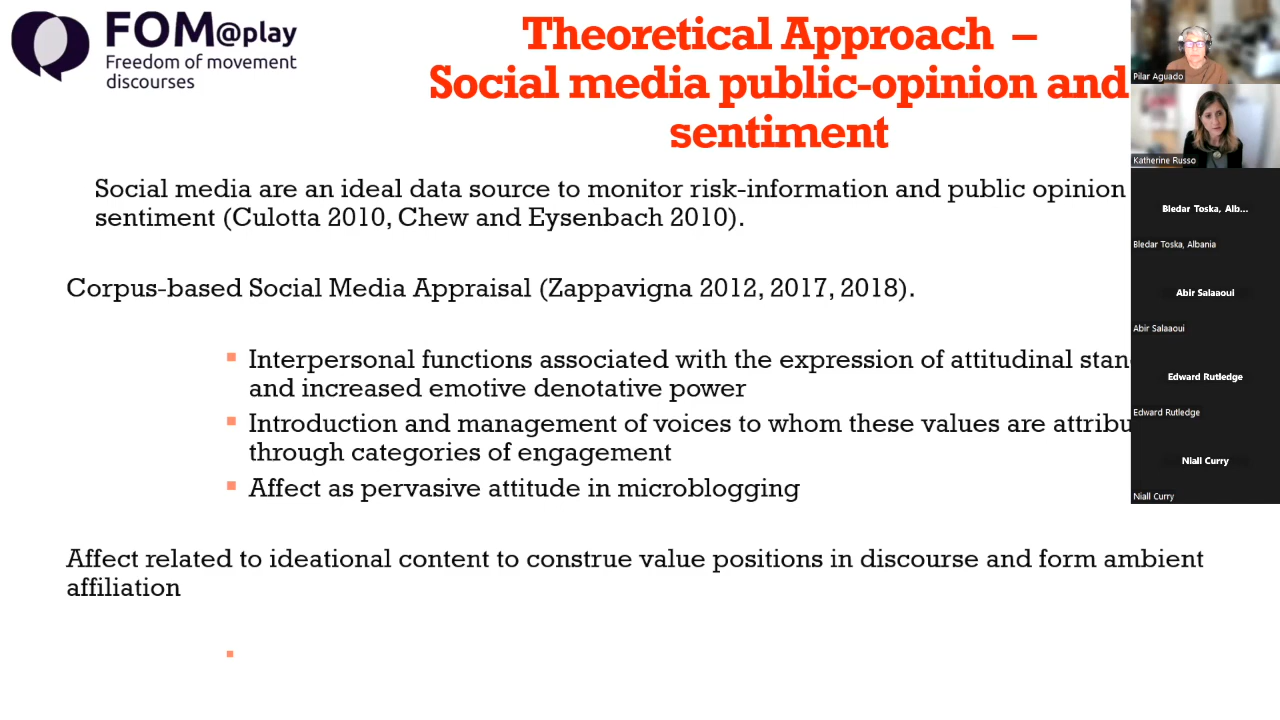 FOM@play
Freedom of movement
discourses
Theoretical Approach –
Social media public-opinion and
sentiment
Social media are an ideal data source to monitor risk-information and public opinion
sentiment (Culotta 2010, Chew and Eysenbach 2010).
Corpus-based Social Media Appraisal (Zappavigna 2012, 2017, 2018).
▪ Interpersonal functions associated with the expression of attitudinal
and increased emotive denotative power
▪ Introduction and management of voices to whom these values are
through categories of engagement
▪ Affect as pervasive attitude in microblogging
Affect related to ideational content to construe value positions in discourse and form ambient
affiliation
▪
Pilar Aguado
Katherine Russo
Bledar Toska, Alb...
Bledar Toska, Albania
Abir Salaaoui
Abir Salaaoui
Edward Rutledge
Edward Rutledge
Niall Curry
Niall Curry